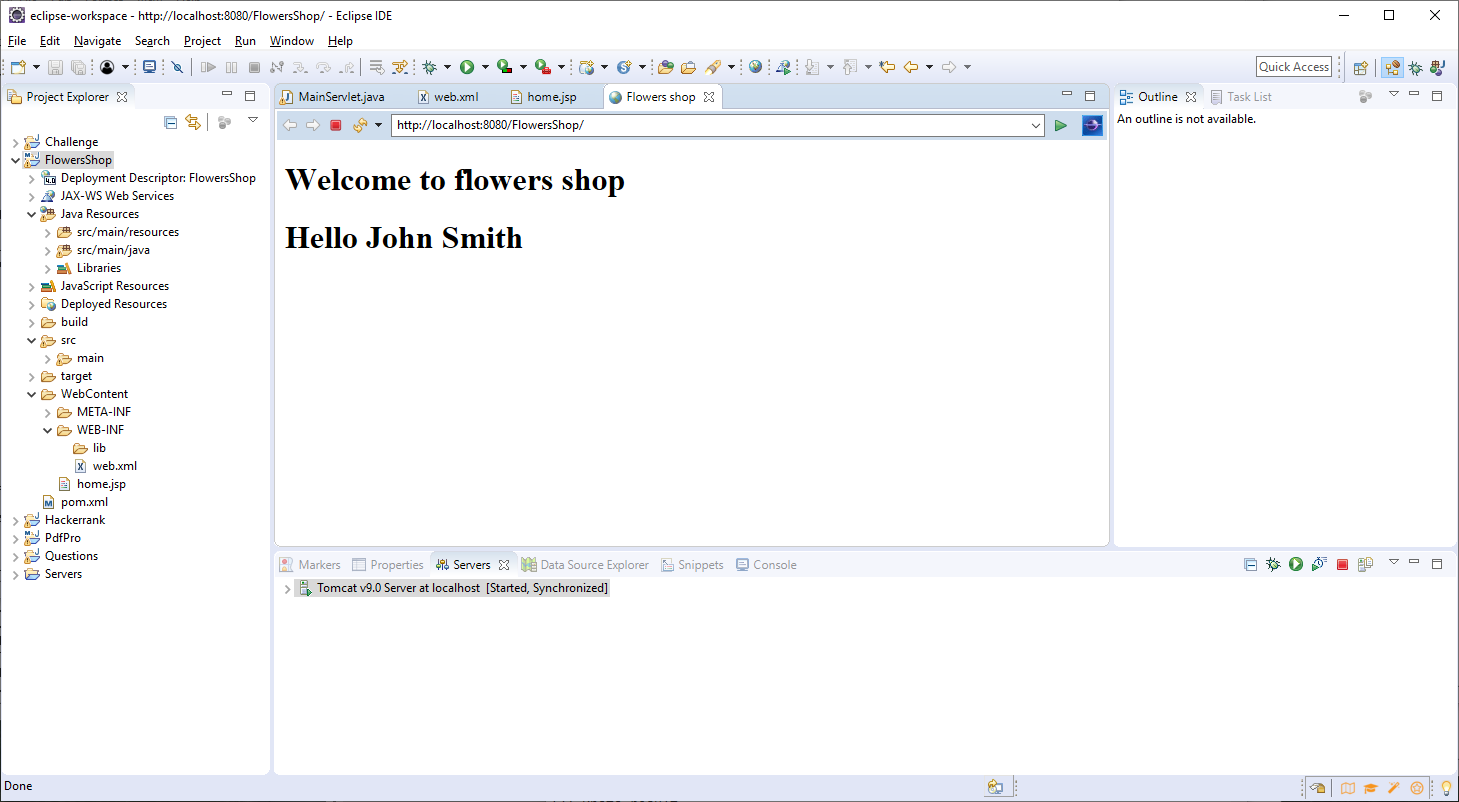 eclipse-workspace - http://localhost:8080/FlowersShop/ - Eclipse IDE
File Edit Navigate Search Project Run Window Help
Quick Access
Project Explorer
Challenge
FlowersShop
Deployment Descriptor: FlowersShop
JAX-WS Web Services
Java Resources
src/main/resources
src/main/java
Libraries
JavaScript Resources
Deployed Resources
build
src
main
target
WebContent
META-INF
WEB-INF
lib
web.xml
home.jsp
pom.xml
Hackerrank
PdfPro
Questions
Servers
MainServlet.java web.xml home.jsp Flowers shop
http://localhost:8080/FlowersShop/
Welcome to flowers shop
Hello John Smith
Outline Task List
An outline is not available.
Markers Properties Servers Data Source Explorer Snippets Console
Tomcat v9.0 Server at localhost [Started, Synchronized]
Done